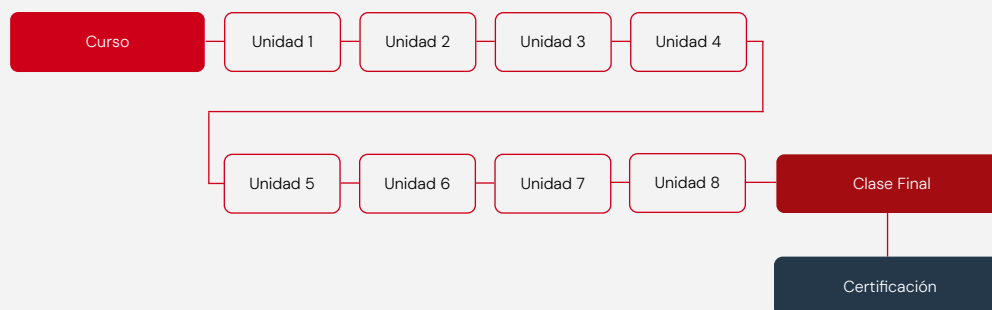 Curso
Unidad 1
Unidad 2
Unidad 3
Unidad 4
Unidad 5
Unidad 6
Unidad 7
Unidad 8
Clase Final
Certificación